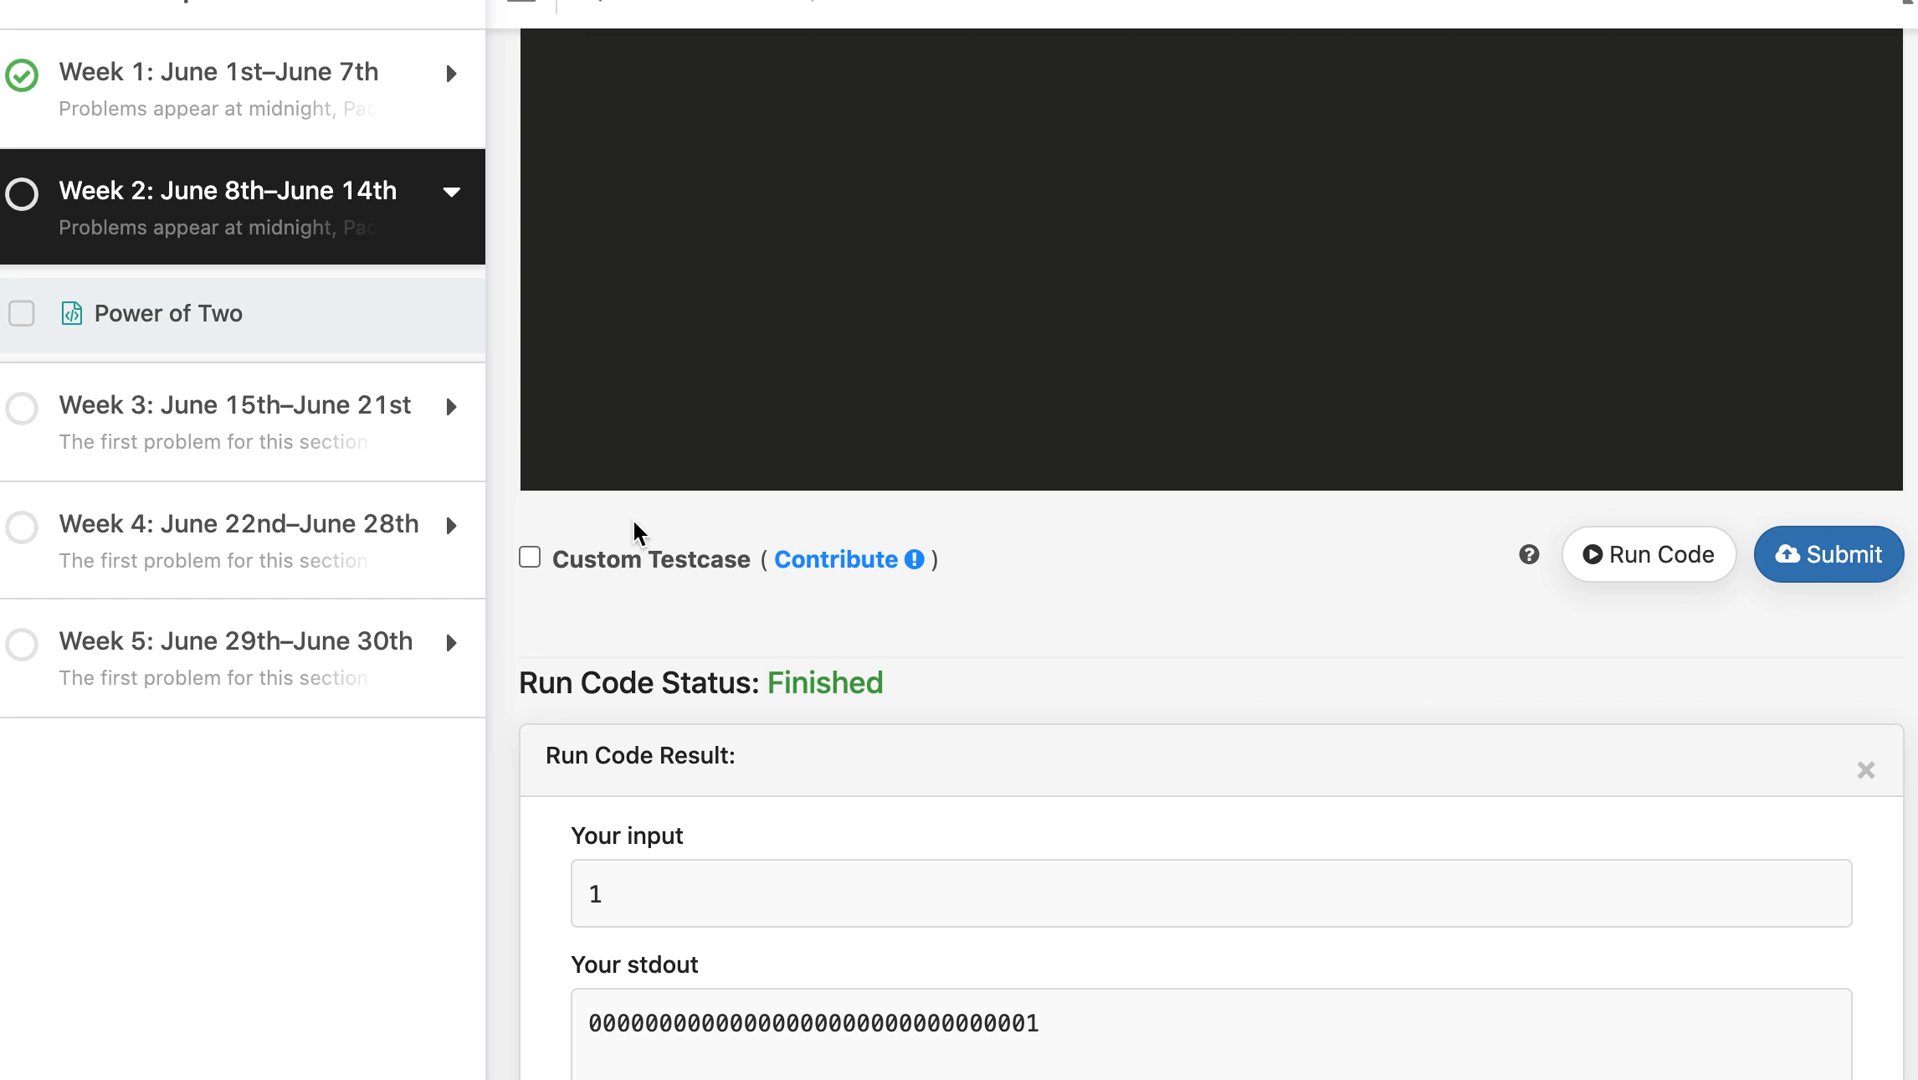 Week 1: June 1st–June 7th
Problems appear at midnight, Pac
Week 2: June 8th–June 14th
Problems appear at midnight, Pac
Power of Two
Week 3: June 15th–June 21st
The first problem for this section
Week 4: June 22nd–June 28th
The first problem for this section
Week 5: June 29th–June 30th
The first problem for this section
Custom Testcase ( Contribute )
Run Code
Submit
Run Code Status: Finished
Run Code Result:
Your input
1
Your stdout
00000000000000000000000000000001